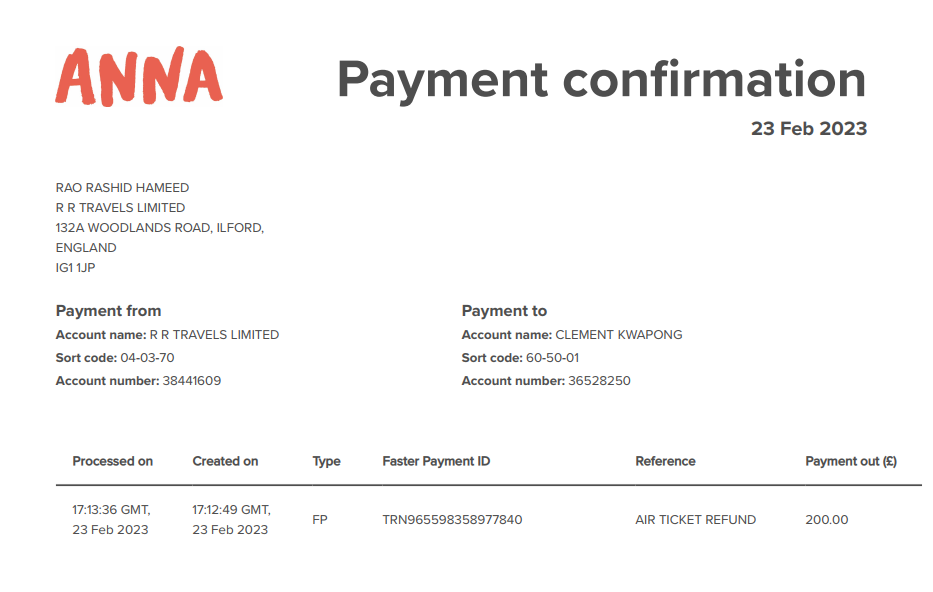 ANNA
Payment confirmation
23 Feb 2023
RAO RASHID HAMEED
R R TRAVELS LIMITED
132A WOODLANDS ROAD, ILFORD,
ENGLAND
IG1 1JP
Payment from
Account name: R R TRAVELS LIMITED
Sort code: 04-03-70
Account number: 38441609
Payment to
Account name: CLEMENT KWAPONG
Sort code: 60-50-01
Account number: 36528250
Processed on Created on Type Faster Payment ID Reference Payment out (£)
17:13:36 GMT, 23 Feb 2023 17:12:49 GMT, 23 Feb 2023 FP TRN965598358977840 AIR TICKET REFUND 200.00